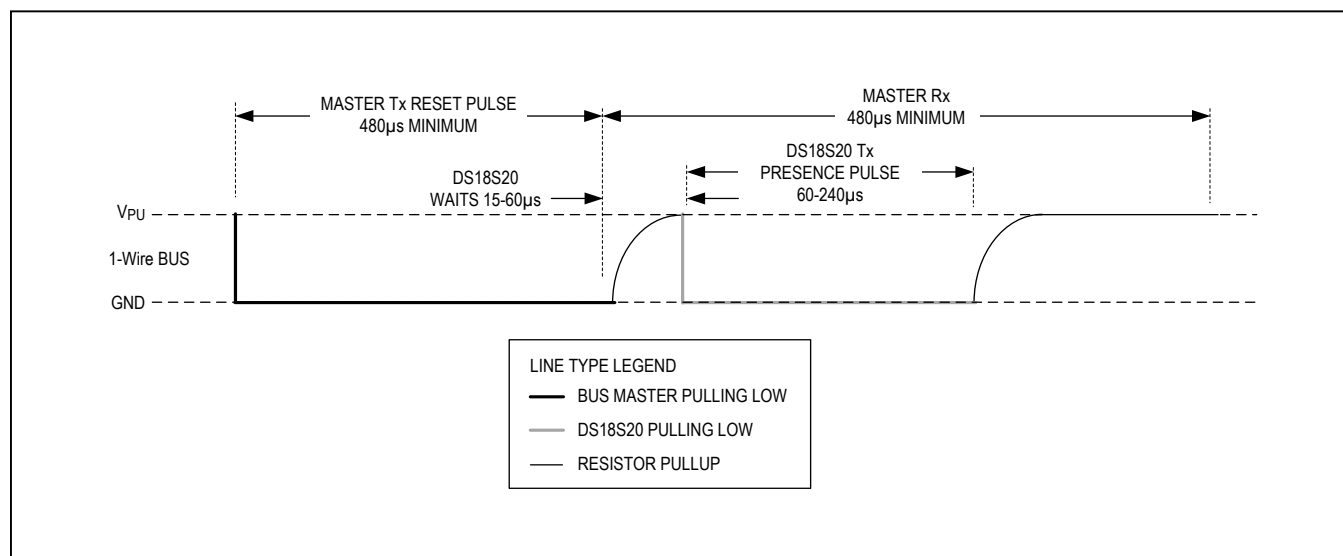 MASTER Tx RESET PULSE
480µs MINIMUM
MASTER Rx
480µs MINIMUM
DS18S20
WAITS 15-60µs
DS18S20 Tx
PRESENCE PULSE
60-240µs
VPU
1-Wire BUS
GND
LINE TYPE LEGEND
BUS MASTER PULLING LOW
DS18S20 PULLING LOW
RESISTOR PULLUP